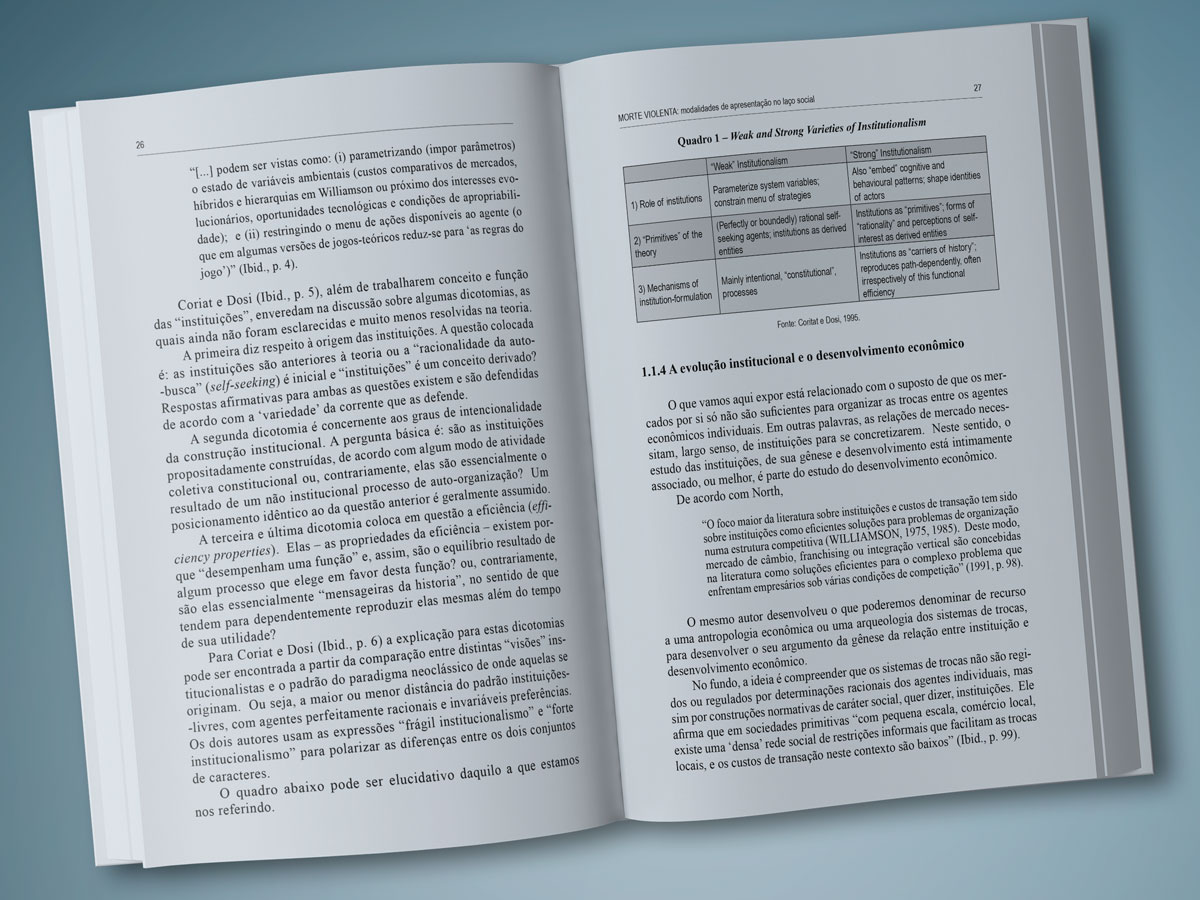 26
“[...] podem ser vistas como: (i) parametrizando (impor parâmetros)
o estado de variáveis ambientais (custos comparativos de mercados,
híbridos e hierarquias em Williamson ou próximo dos interesses evo-
lucionários, oportunidades tecnológicas e condições de apropriabili-
dade); e (ii) restringindo o menu de ações disponíveis ao agente (o
que em algumas versões de jogos-teóricos reduz-se para ‘as regras do
jogo’)” (Ibid., p. 4).
Coriat e Dosi (Ibid., p. 5), além de trabalharem conceito e função
das “instituições”, enveredam na discussão sobre algumas dicotomias, as
quais ainda não foram esclarecidas e muito menos resolvidas na teoria.
A primeira diz respeito à origem das instituições. A questão colocada
é: as instituições são anteriores à teoria ou a “racionalidade da auto-
-busca” (self-seeking) é inicial e “instituições” é um conceito derivado?
Respostas afirmativas para ambas as questões existem e são defendidas
de acordo com a ‘variedade’ da corrente que as defende.
A segunda dicotomia é concernente aos graus de intencionalidade
da construção institucional. A pergunta básica é: são as instituições
propositadamente construídas, de acordo com algum modo de atividade
coletiva constitucional ou, contrariamente, elas são essencialmente o
resultado de um não institucional processo de auto-organização? Um
posicionamento idêntico ao da questão anterior é geralmente assumido.
A terceira e última dicotomia coloca em questão a eficiência (effi-
ciency properties). Elas – as propriedades da eficiência – existem por-
que “desempenham uma função” e, assim, são o equilíbrio resultado de
algum processo que elege em favor desta função? ou, contrariamente,
são elas essencialmente “mensageiras da historia”, no sentido de que
tendem para dependentemente reproduzir elas mesmas além do tempo
de sua utilidade?
Para Coriat e Dosi (Ibid., p. 6) a explicação para estas dicotomias
pode ser encontrada a partir da comparação entre distintas “visões” ins-
titucionalistas e o padrão do paradigma neoclássico de onde aquelas se
originam. Ou seja, a maior ou menor distância do padrão instituições-
-livres, com agentes perfeitamente racionais e invariáveis preferências.
Os dois autores usam as expressões “frágil institucionalismo” e “forte
institucionalismo” para polarizar as diferenças entre os dois conjuntos
de caracteres.
O quadro abaixo pode ser elucidativo daquilo a que estamos
nos referindo.
MORTE VIOLENTA: modalidades de apresentação no laço social
27
Quadro 1 – Weak and Strong Varieties of Institutionalism
“Weak” Institutionalism
“Strong” Institutionalism
1) Role of institutions
Parameterize system variables;
constrain menu of strategies
Also “embed” cognitive and
behavioural patterns; shape identities
of actors
2) “Primitives” of the
theory
(Perfectly or boundedly) rational self-
seeking agents; institutions as derived
entities
Institutions as “primitives”; forms of
“rationality” and perceptions of self-
interest as derived entities
3) Mechanisms of
institution-formulation
Mainly intentional, “constitutional”,
processes
Institutions as “carriers of history”;
reproduces path-dependently, often
irrespectively of this functional
efficiency
Fonte: Coritat e Dosi, 1995.
1.1.4 A evolução institucional e o desenvolvimento econômico
O que vamos aqui expor está relacionado com o suposto de que os mer-
cados por si só não são suficientes para organizar as trocas entre os agentes
econômicos individuais. Em outras palavras, as relações de mercado neces-
sitam, largo senso, de instituições para se concretizarem. Neste sentido, o
estudo das instituições, de sua gênese e desenvolvimento está intimamente
associado, ou melhor, é parte do estudo do desenvolvimento econômico.
De acordo com North,
“O foco maior da literatura sobre instituições e custos de transação tem sido
sobre instituições como eficientes soluções para problemas de organização
numa estrutura competitiva (WILLIAMSON, 1975, 1985). Deste modo,
mercado de câmbio, franchising ou integração vertical são concebidas
na literatura como soluções eficientes para o complexo problema que
enfrentam empresários sob várias condições de competição” (1991, p. 98).
O mesmo autor desenvolveu o que poderemos denominar de recurso
a uma antropologia econômica ou uma arqueologia dos sistemas de trocas,
para desenvolver o seu argumento da gênese da relação entre instituição e
desenvolvimento econômico.
No fundo, a ideia é compreender que os sistemas de trocas não são regi-
dos ou regulados por determinações racionais dos agentes individuais, mas
sim por construções normativas de caráter social, quer dizer, instituições. Ele
afirma que em sociedades primitivas “com pequena escala, comércio local,
existe uma ‘densa’ rede social de restrições informais que facilitam as trocas
locais, e os custos de transação neste contexto são baixos” (Ibid., p. 99).